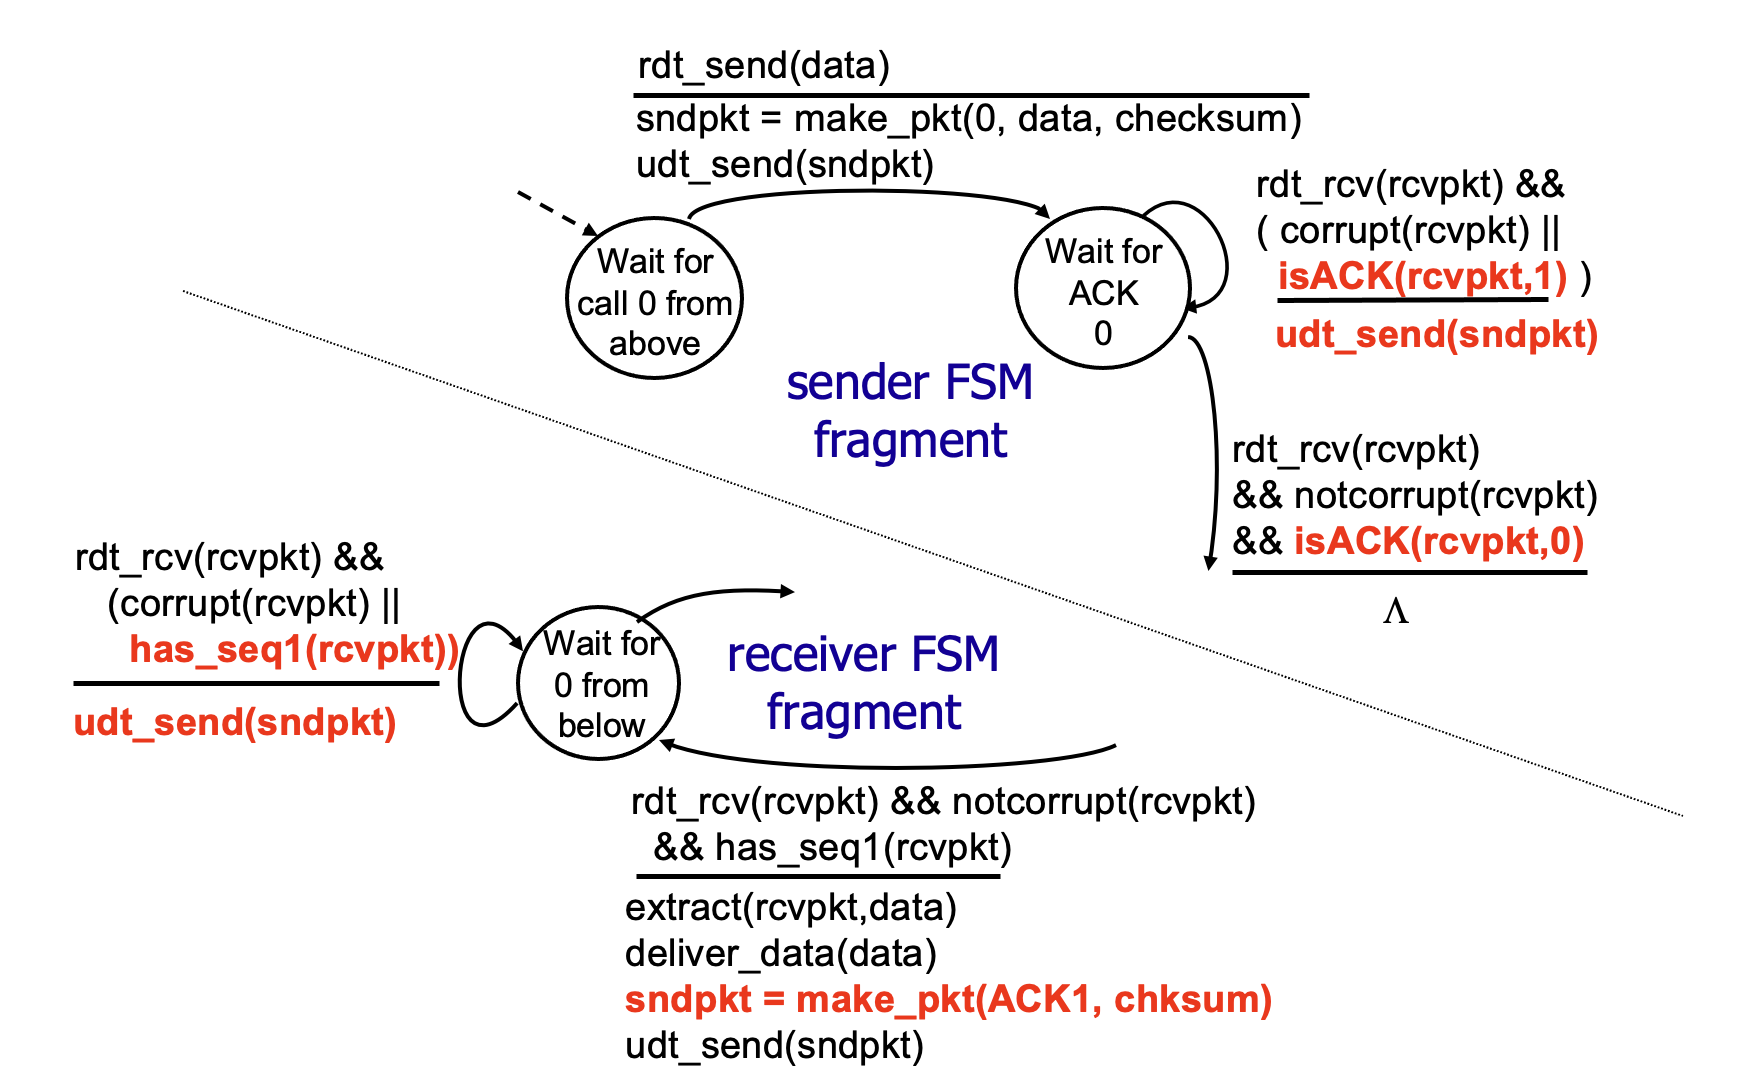 rdt_send(data)
sndpkt = make_pkt(0, data, checksum)
udt_send(sndpkt)
Wait for
call 0 from
above
Wait for
ACK
0
rdt_rcv(rcvpkt) &&
( corrupt(rcvpkt) ||
isACK(rcvpkt,1) )
udt_send(sndpkt)
sender FSM
fragment
rdt_rcv(rcvpkt)
&& notcorrupt(rcvpkt)
&& isACK(rcvpkt,0)
Λ
rdt_rcv(rcvpkt) &&
(corrupt(rcvpkt) ||
has_seq1(rcvpkt))
udt_send(sndpkt)
Wait for
0 from
below
receiver FSM
fragment
rdt_rcv(rcvpkt) && notcorrupt(rcvpkt)
&& has_seq1(rcvpkt)
extract(rcvpkt,data)
deliver_data(data)
sndpkt = make_pkt(ACK1, chksum)
udt_send(sndpkt)